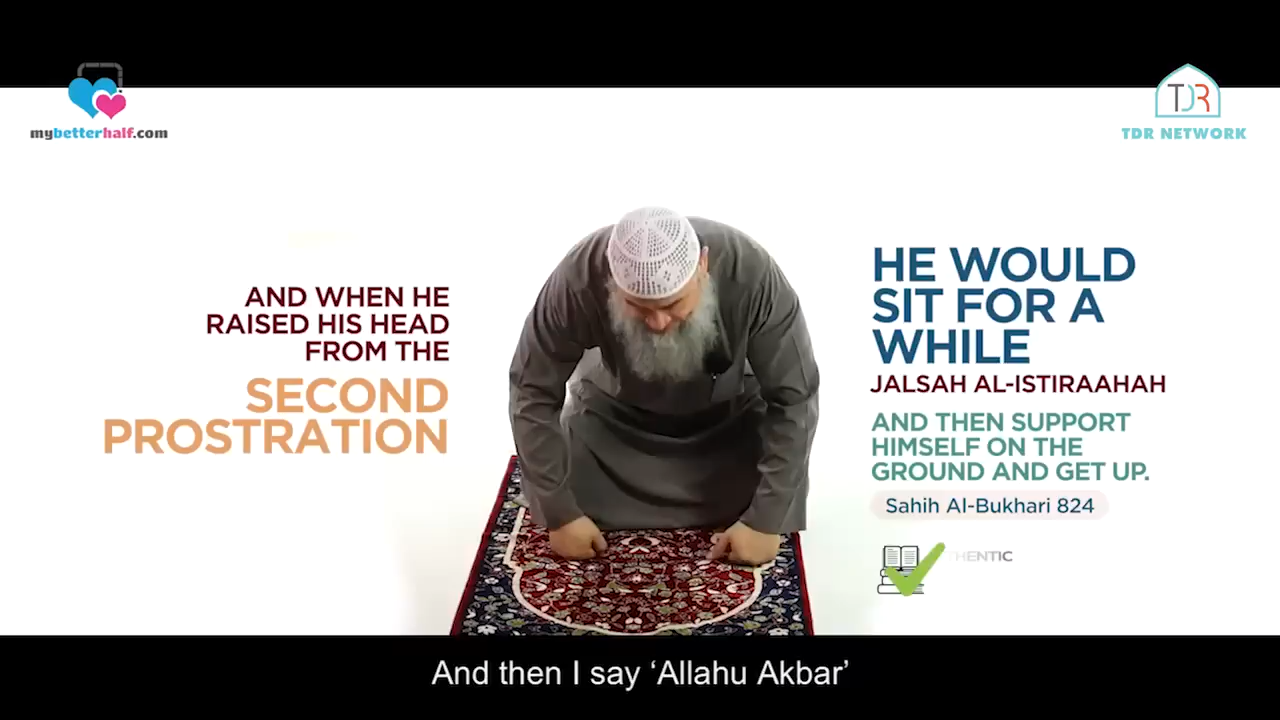 mybetterhalf.com
TDR
TDR NETWORK
AND WHEN HE
RAISED HIS HEAD
FROM THE
SECOND
PROSTRATION
HE WOULD
SIT FOR A
WHILE
JALSAH AL-ISTIRAAHAH
AND THEN SUPPORT
HIMSELF ON THE
GROUND AND GET UP.
Sahih Al-Bukhari 824
HENTIC
And then I say ‘Allahu Akbar’